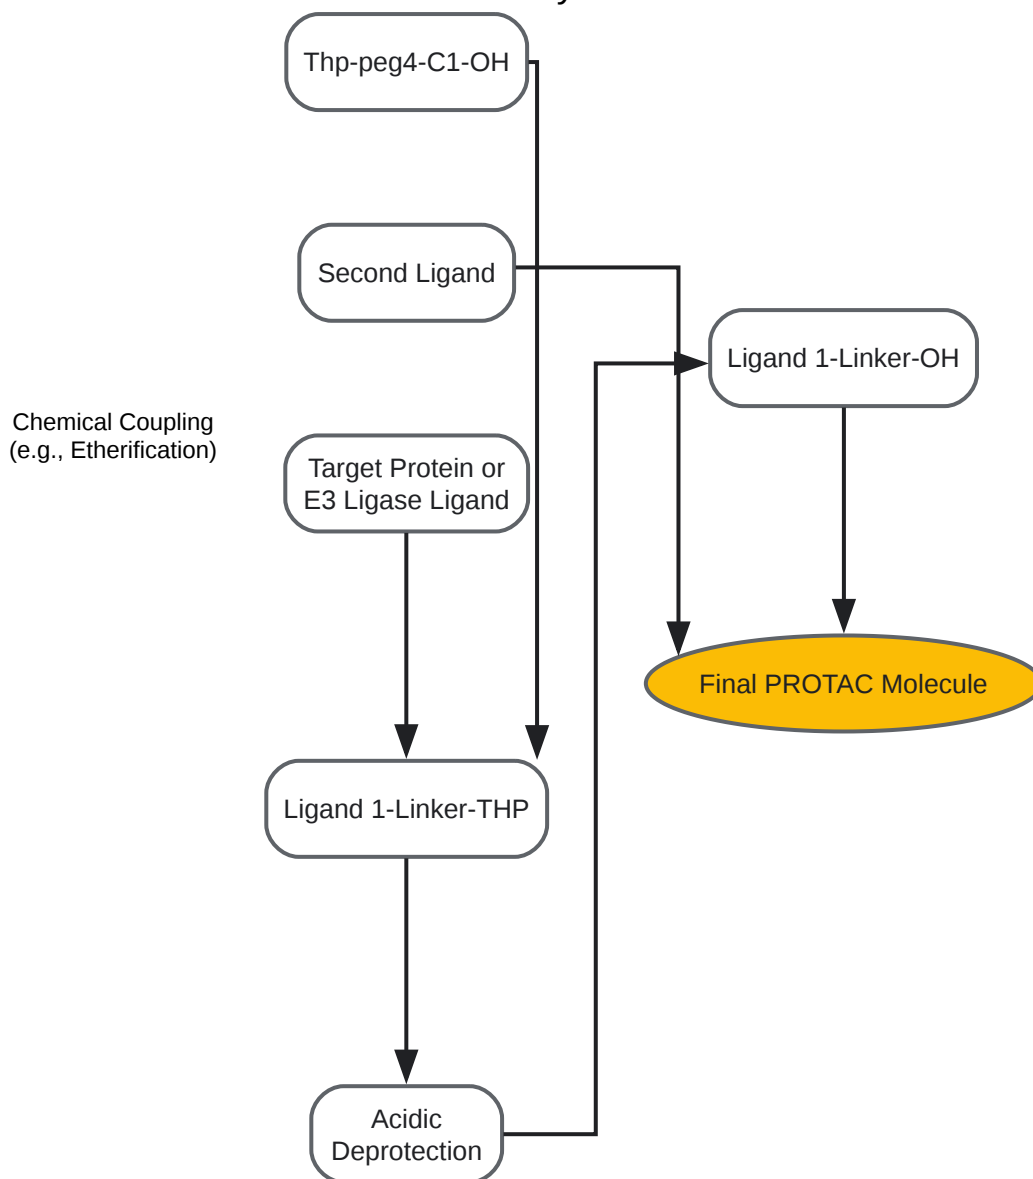 Thp-peg4-C1-OH
Second Ligand
Ligand 1-Linker-OH
Chemical Coupling
(e.g., Etherification)
Target Protein or
E3 Ligase Ligand
Final PROTAC Molecule
Ligand 1-Linker-THP
Acidic
Deprotection